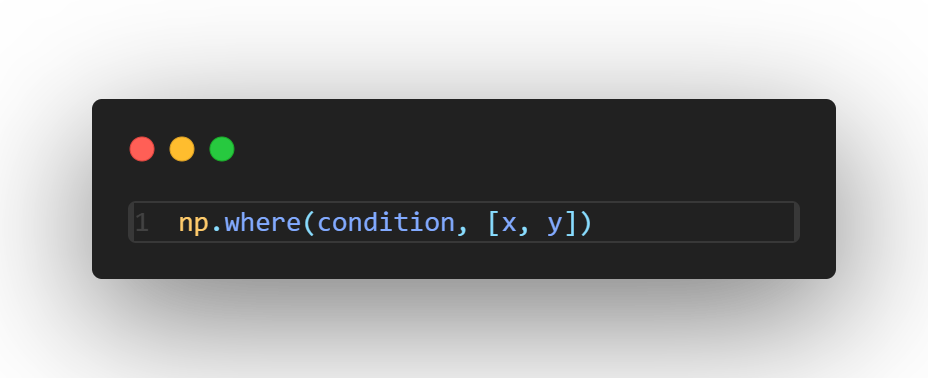 1 np.where(condition, [x, y])